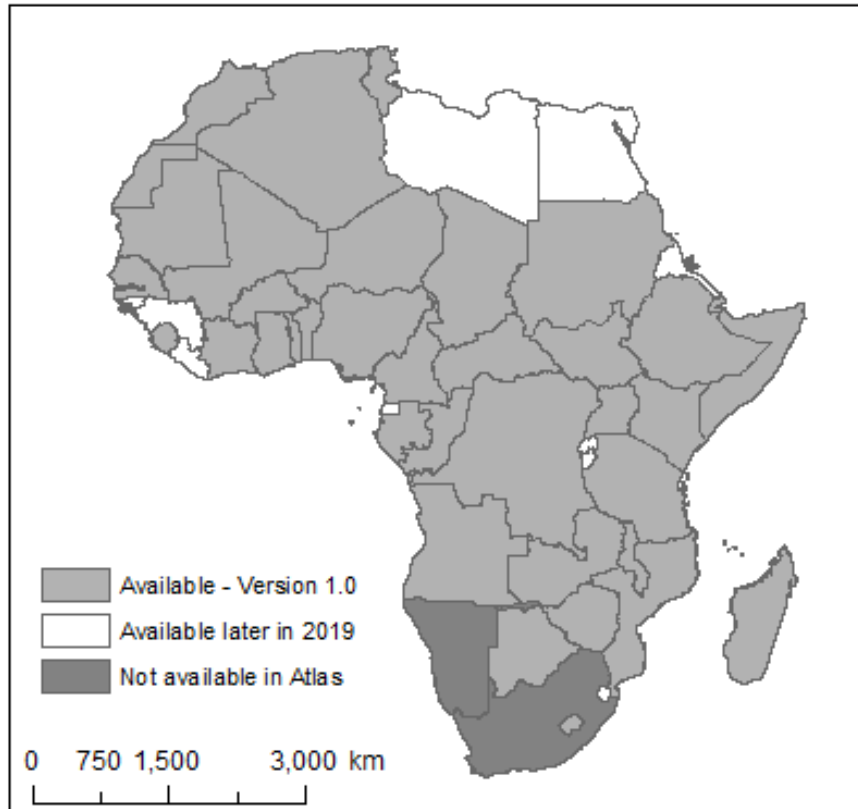 Available - Version 1.0
Available later in 2019
Not available in Atlas
0 750 1,500 3,000 km